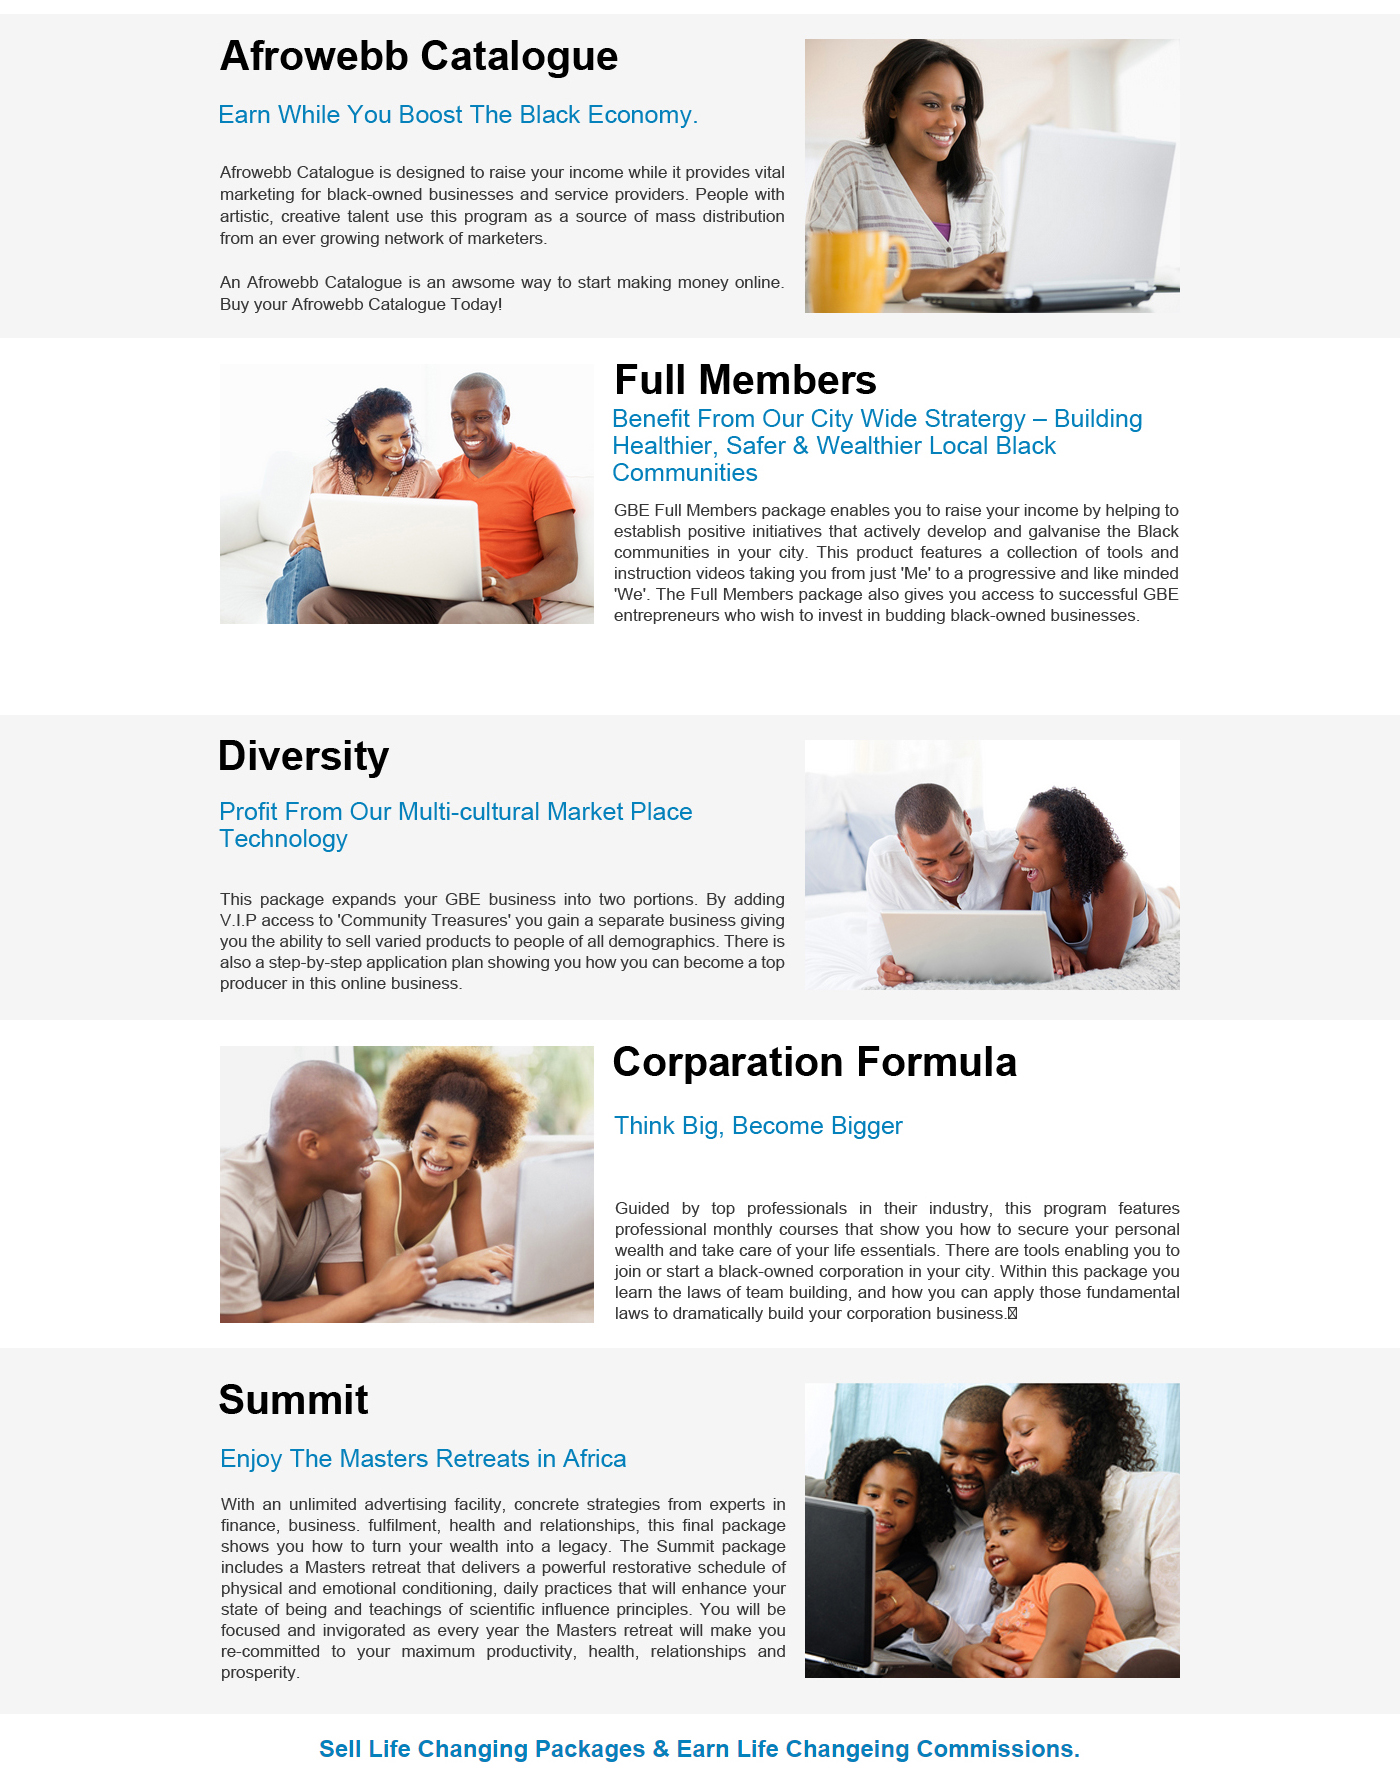 Afrowebb Catalogue
Earn While You Boost The Black Economy.
Afrowebb Catalogue is designed to raise your income while it provides vital
marketing for black-owned businesses and service providers. People with
artistic, creative talent use this program as a source of mass distribution
from an ever growing network of marketers.
An Afrowebb Catalogue is an awsome way to start making money online.
Buy your Afrowebb Catalogue Today!
Full Members
Benefit From Our City Wide Stratergy – Building
Healthier, Safer & Wealthier Local Black
Communities
GBE Full Members package enables you to raise your income by helping to
establish positive initiatives that actively develop and galvanise the Black
communities in your city. This product features a collection of tools and
instruction videos taking you from just 'Me' to a progressive and like minded
'We'. The Full Members package also gives you access to successful GBE
entrepreneurs who wish to invest in budding black-owned businesses.
Diversity
Profit From Our Multi-cultural Market Place
Technology
This package expands your GBE business into two portions. By adding
V.I.P access to 'Community Treasures' you gain a separate business giving
you the ability to sell varied products to people of all demographics. There is
also a step-by-step application plan showing you how you can become a top
producer in this online business.
Corparation Formula
Think Big, Become Bigger
Guided by top professionals in their industry, this program features
professional monthly courses that show you how to secure your personal
wealth and take care of your life essentials. There are tools enabling you to
join or start a black-owned corporation in your city. Within this package you
learn the laws of team building, and how you can apply those fundamental
laws to dramatically build your corporation business.
Summit
Enjoy The Masters Retreats in Africa
With an unlimited advertising facility, concrete strategies from experts in
finance, business. fulfilment, health and relationships, this final package
shows you how to turn your wealth into a legacy. The Summit package
includes a Masters retreat that delivers a powerful restorative schedule of
physical and emotional conditioning, daily practices that will enhance your
state of being and teachings of scientific influence principles. You will be
focused and invigorated as every year the Masters retreat will make you
re-committed to your maximum productivity, health, relationships and
prosperity.
Sell Life Changing Packages & Earn Life Changeing Commissions.